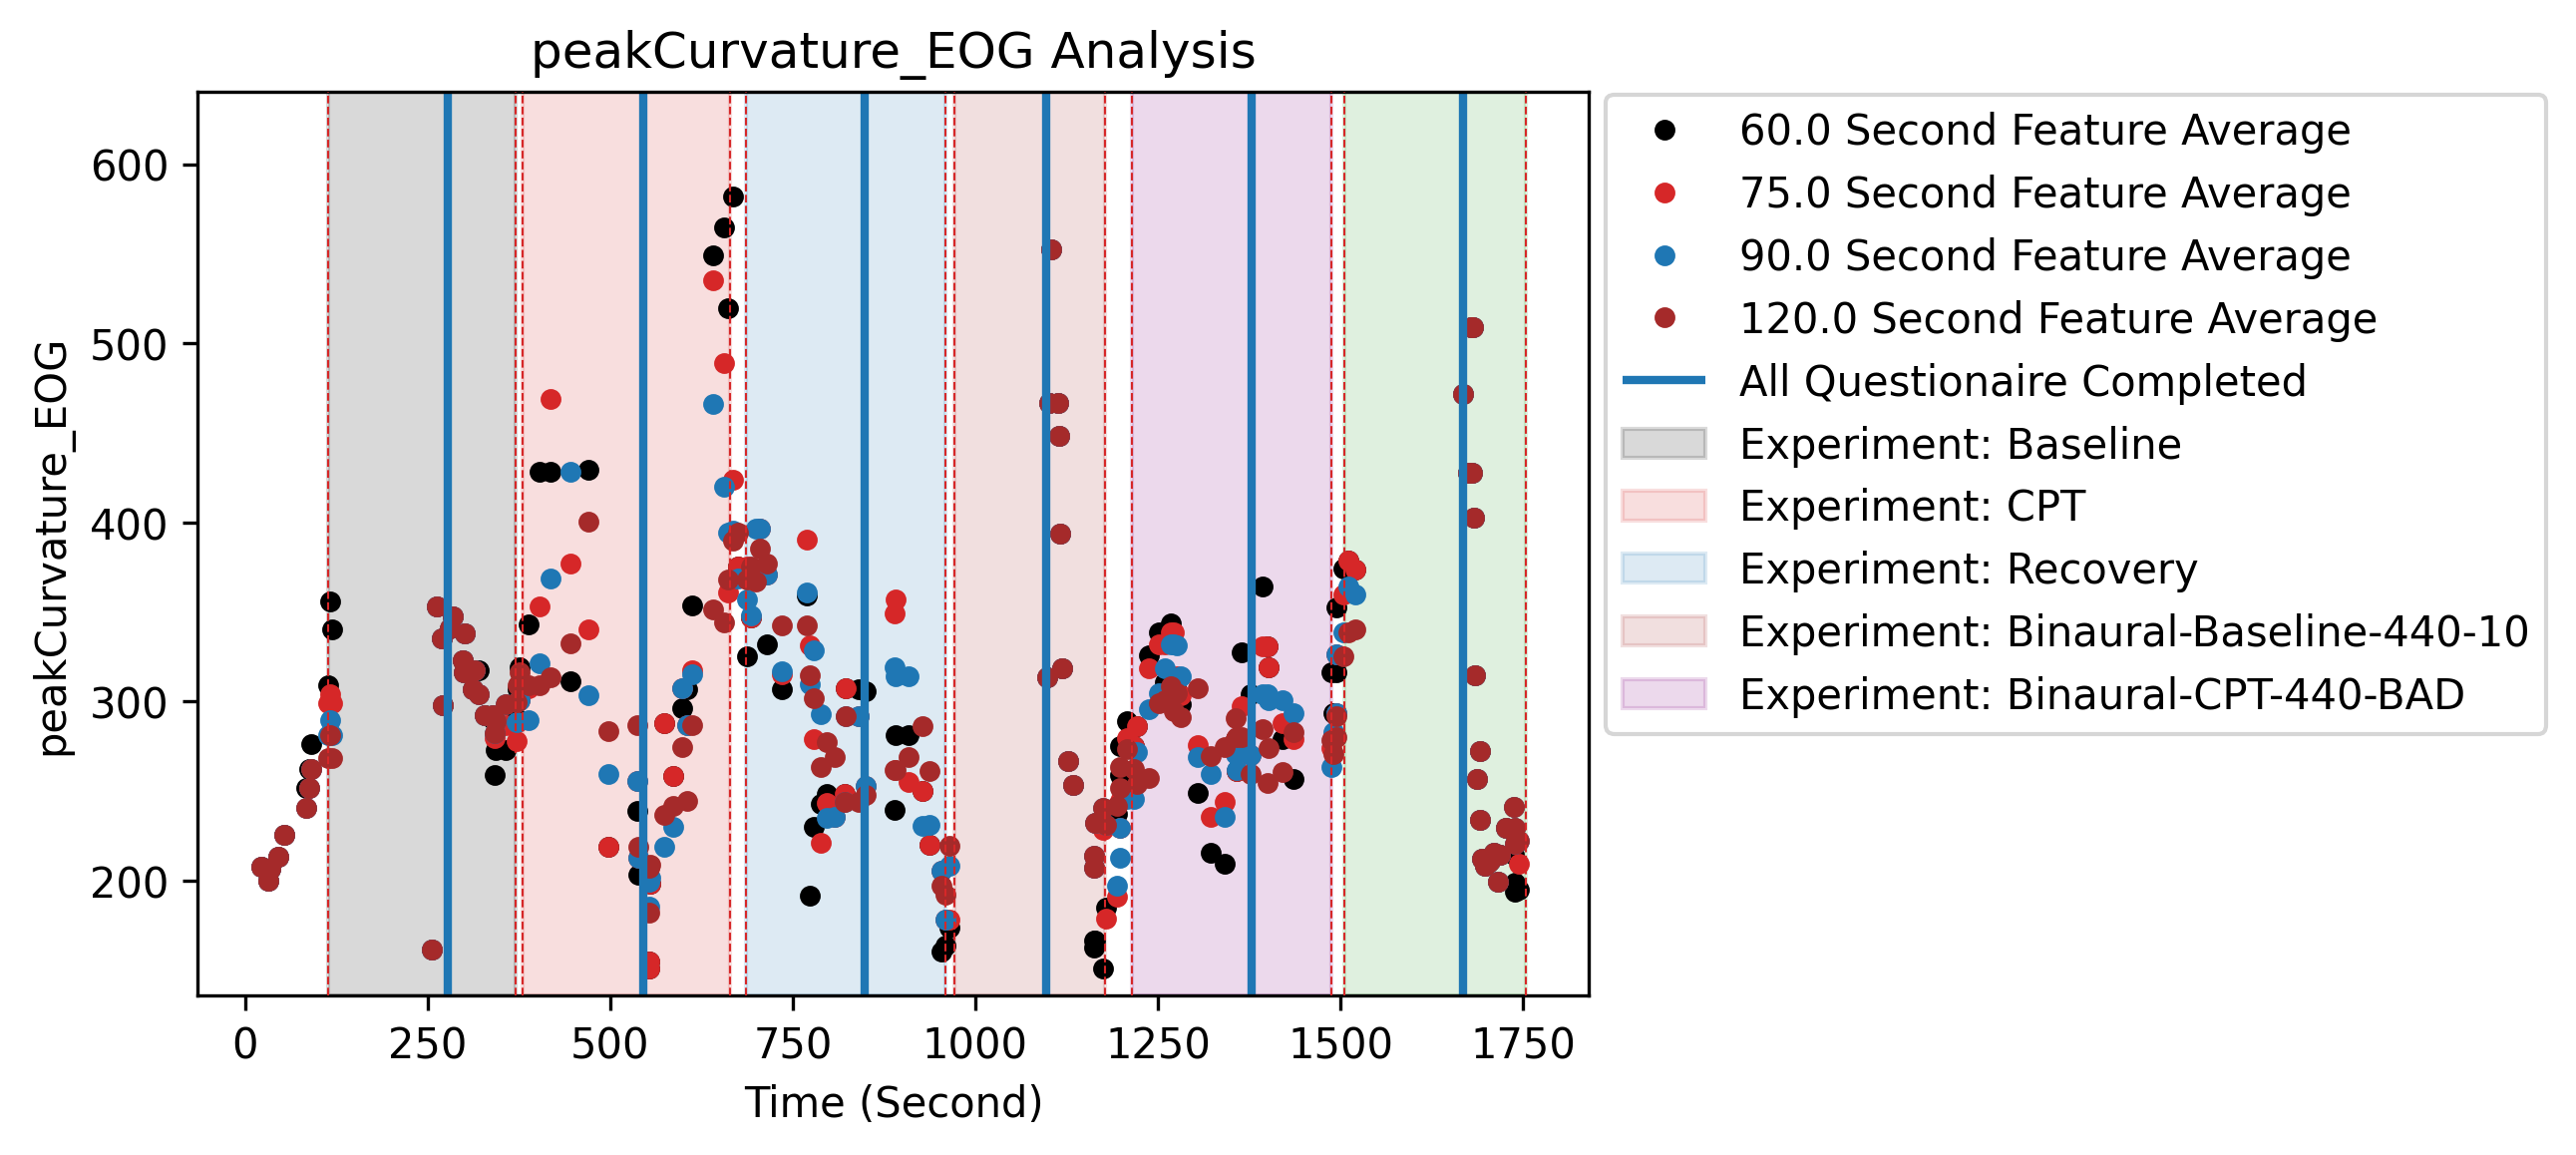 peakCurvature_EOG Analysis
peakCurvature_EOG
600
500
400
300
200
0 250 500 750 1000 1250 1500 1750
Time (Second)
60.0 Second Feature Average
75.0 Second Feature Average
90.0 Second Feature Average
120.0 Second Feature Average
All Questionaire Completed
Experiment: Baseline
Experiment: CPT
Experiment: Recovery
Experiment: Binaural-Baseline-440-10
Experiment: Binaural-CPT-440-BAD